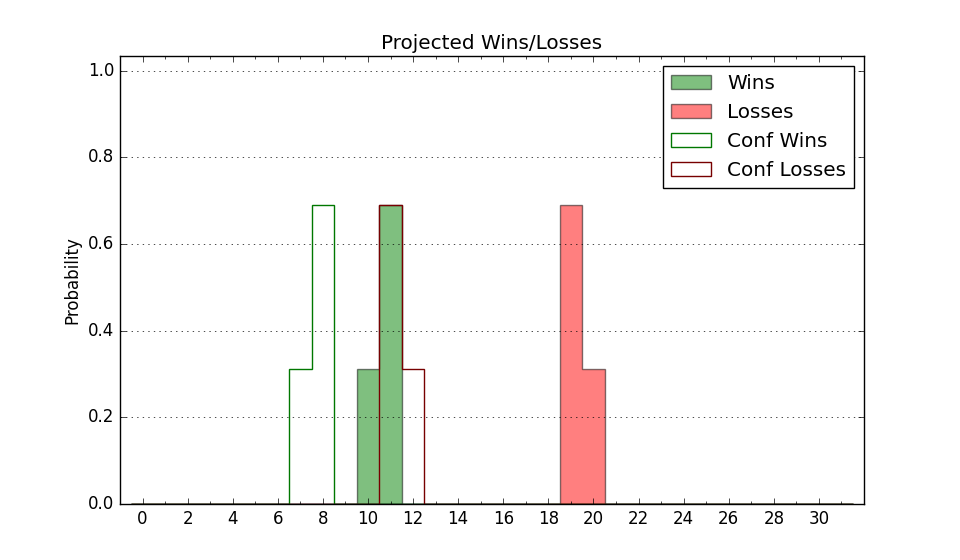 Projected Wins/Losses
Probability
1.0
0.8
0.6
0.4
0.2
0.0
Wins
Losses
Conf Wins
Conf Losses
0 2 4 6 8 10 12 14 16 18 20 22 24 26 28 30